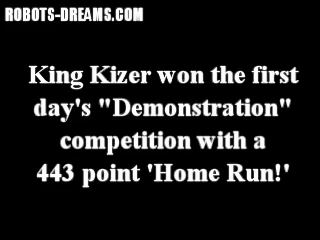 ROBOTS-DREAMS.COM
King Kizer won the first
day's "Demonstration"
competition with a
443 point 'Home Run!'